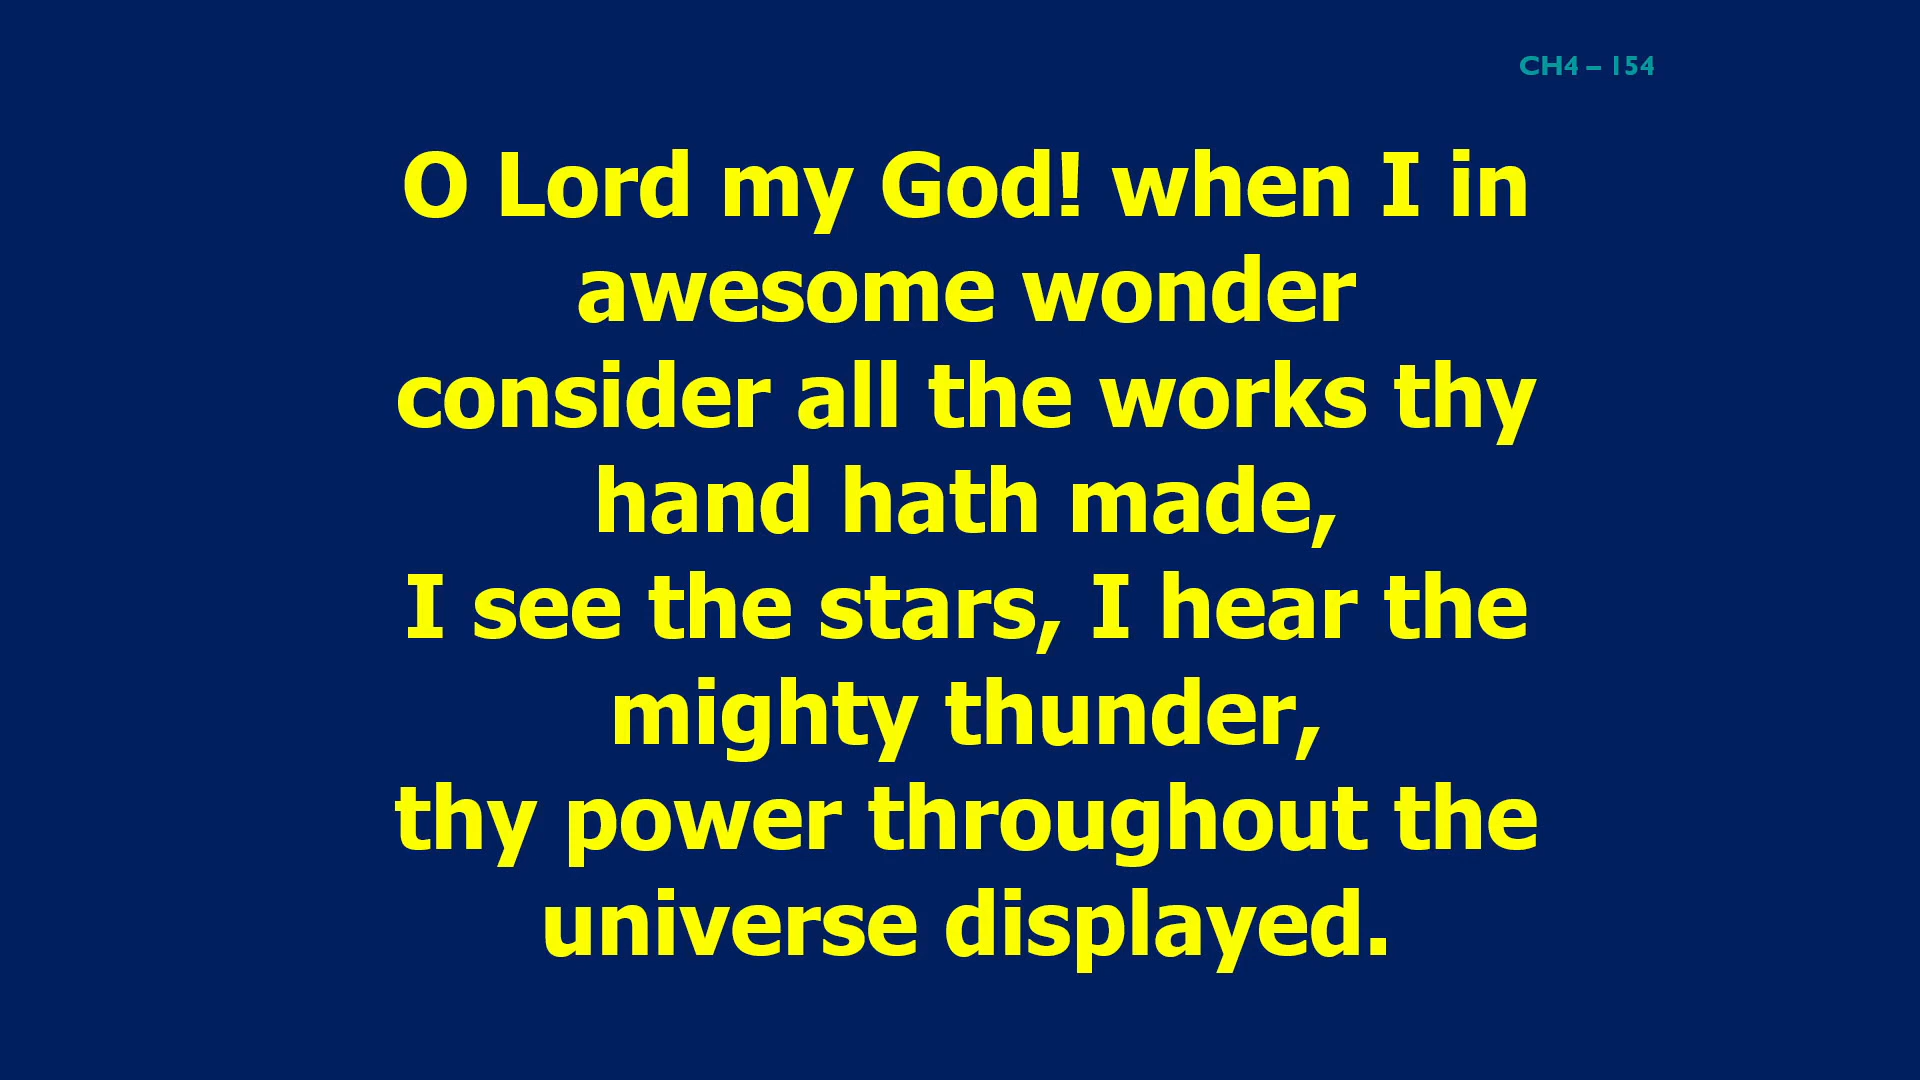 CH4 – 154
O Lord my God! when I in
awesome wonder
consider all the works thy
hand hath made,
I see the stars, I hear the
mighty thunder,
thy power throughout the
universe displayed.